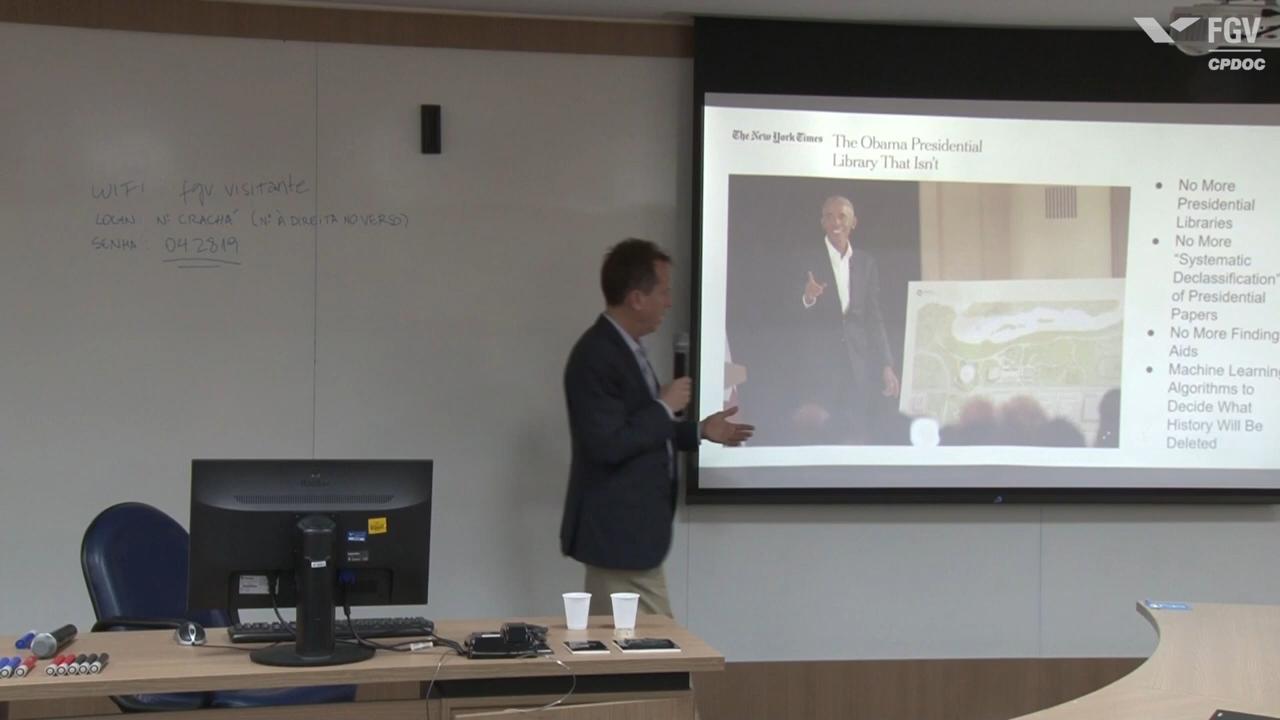 FGV
CPDOC
WIFI: fgv visitante
LOGIN: Nº CRACHÁ (Nº À DIREITA NO VERSO)
SENHA: 042819
The New York Times
The Obama Presidential
Library That Isn't
• No More
Presidential
Libraries
• No More
"Systematic
Declassification"
of Presidential
Papers
• No More Finding
Aids
• Machine Learning
Algorithms to
Decide What
History Will Be
Deleted